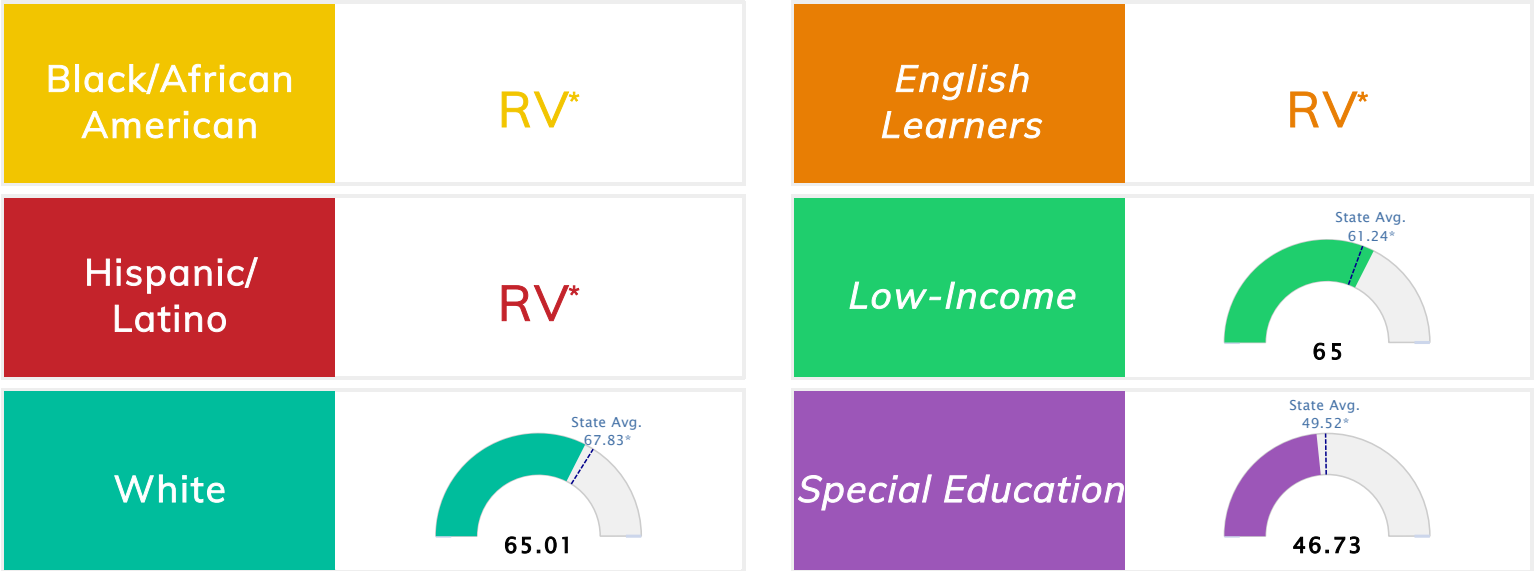 Black/African
American
RV*
English
Learners
RV*
Hispanic/
Latino
RV*
Low-Income
State Avg.
61.24*
65
White
State Avg.
67.83*
65.01
Special Education
State Avg.
49.52*
46.73